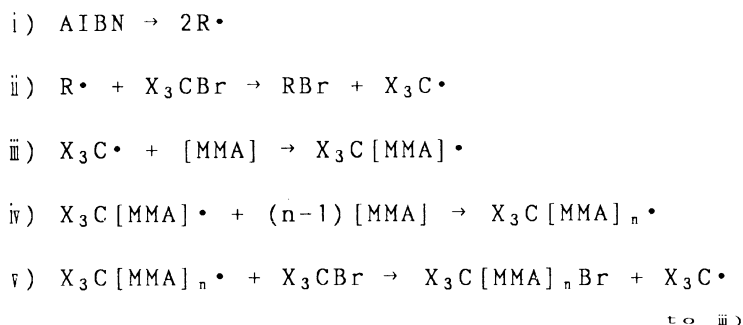 ⅰ) AIBN → 2R•
ⅱ) R• + X₃CBr → RBr + X₃C•
ⅲ) X₃C• + [MMA] → X₃C[MMA]•
ⅳ) X₃C[MMA]• + (n-1)[MMA] → X₃C[MMA]ₙ•
ⅴ) X₃C[MMA]ₙ• + X₃CBr → X₃C[MMA]ₙBr + X₃C•
to ⅲ)